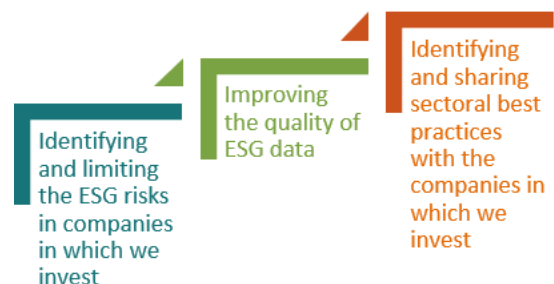 Identifying
and limiting
the ESG risks
in companies
in which we
invest
Improving
the quality of
ESG data
Identifying
and sharing
sectoral best
practices
with the
companies in
which we
invest